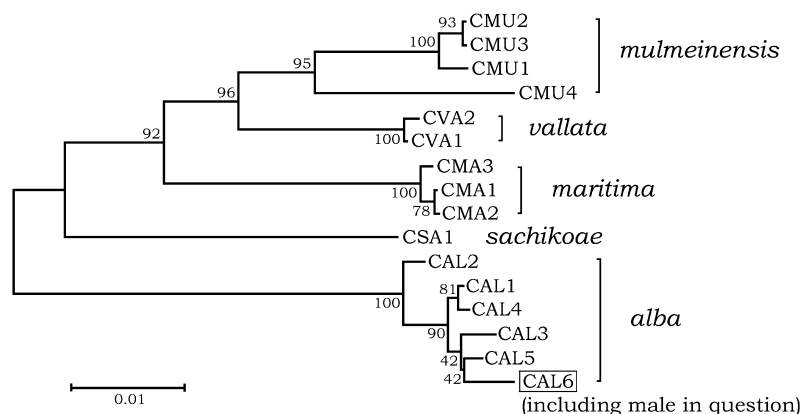 93 CMU2
CMU3
100
CMU1
mulmeinensis
95
CMU4
96
CVA2
100 CVA1
vallata
92
CMA3
100 CMA1
78 CMA2
maritima
CSA1 sachikoae
CAL2
100
81 CAL1
CAL4
90
CAL3
alba
42 CAL5
42 CAL6
(including male in question)
0.01